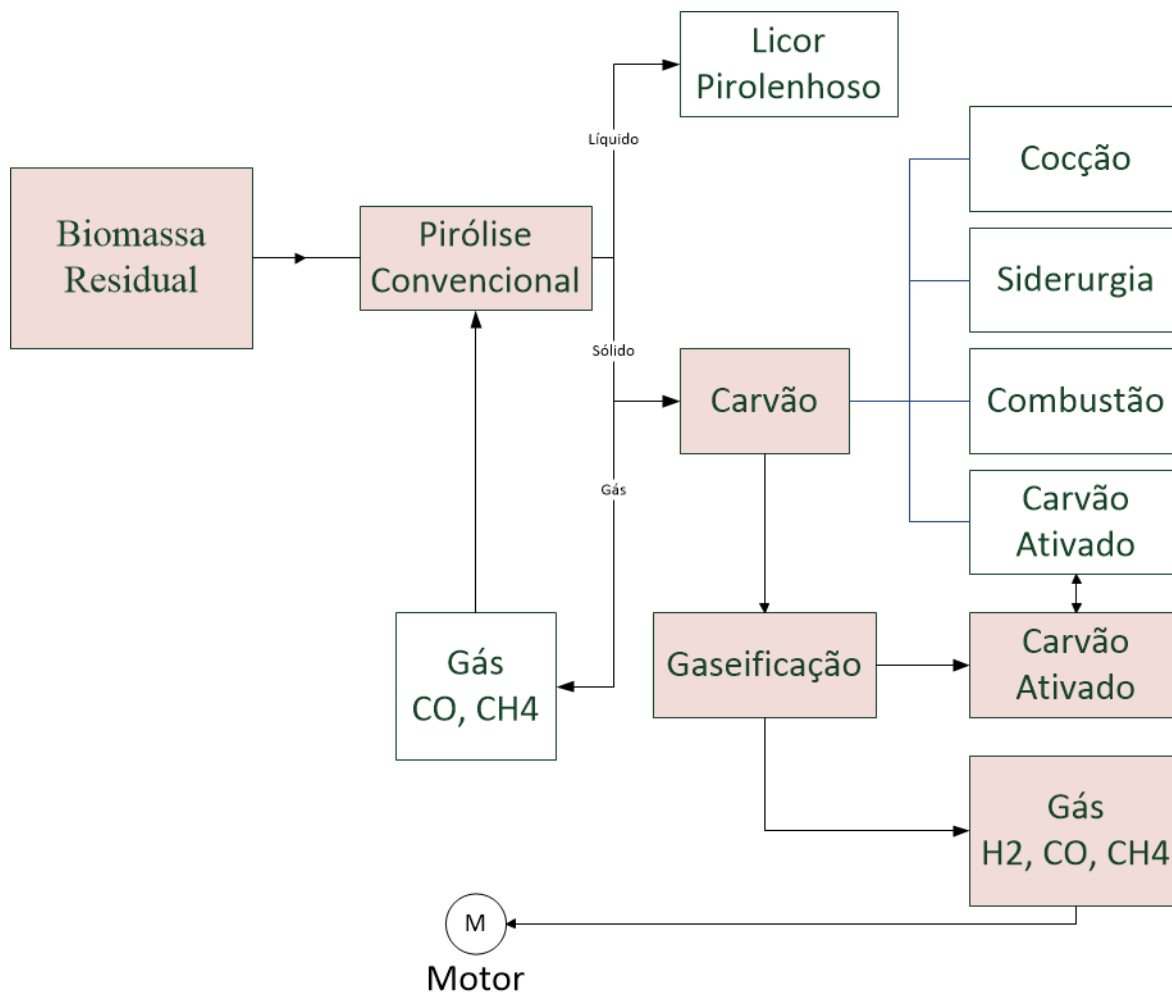 Licor
Pirolenhoso
Líquido
Cocção
Biomassa
Residual
Pirólise
Convencional
Siderurgia
Sólido
Carvão
Combustão
Gás
Carvão
Ativado
Gás
CO, CH4
Gaseificação
Carvão
Ativado
Gás
H2, CO, CH4
M
Motor